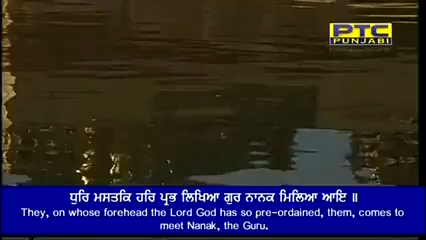 PTC
PUNJABI
ਧੁਰਿ ਮਸਤਕਿ ਹਰਿ ਪ੍ਰਭ ਲਿਖਿਆ ਗੁਰ ਨਾਨਕ ਮਿਲਿਆ ਆਇ ॥
They, on whose forehead the Lord God has so pre-ordained, them, comes to
meet Nanak, the Guru.